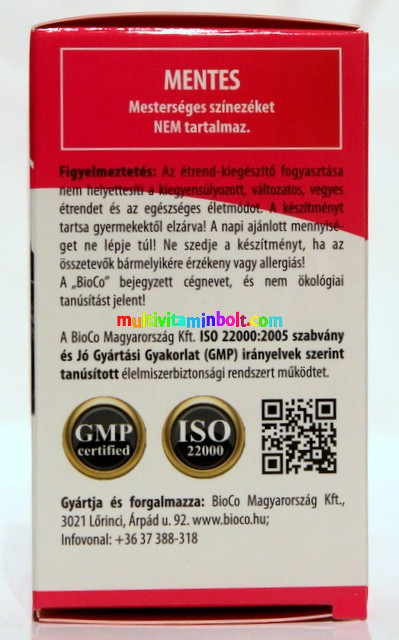 MENTES
Mesterséges színezéket
NEM tartalmaz.
Figyelmeztetés: Az étrend-kiegészítő fogyasztása
nem helyettesíti a kiegyensúlyozott, változatos, vegyes
étrendet és az egészséges életmódot. A készítményt
tartsa gyermekektől elzárva! A napi ajánlott mennyisé-
get ne lépje túl! Ne szedje a készítményt, ha az
összetevők bármelyikére érzékeny vagy allergiás!
A „BioCo” bejegyzett cégnevet, és nem ökológiai
tanúsítást jelent!
multivitaminbolt.com
A BioCo Magyarország Kft. ISO 22000:2005 szabvány
és Jó Gyártási Gyakorlat (GMP) irányelvek szerint
tanúsított élelmiszerbiztonsági rendszert működtet.
GMP
certified
ISO
22000
Gyártja és forgalmazza: BioCo Magyarország Kft.,
3021 Lőrinci, Árpád u. 92. www.bioco.hu;
Infovonal: +36 37 388-318